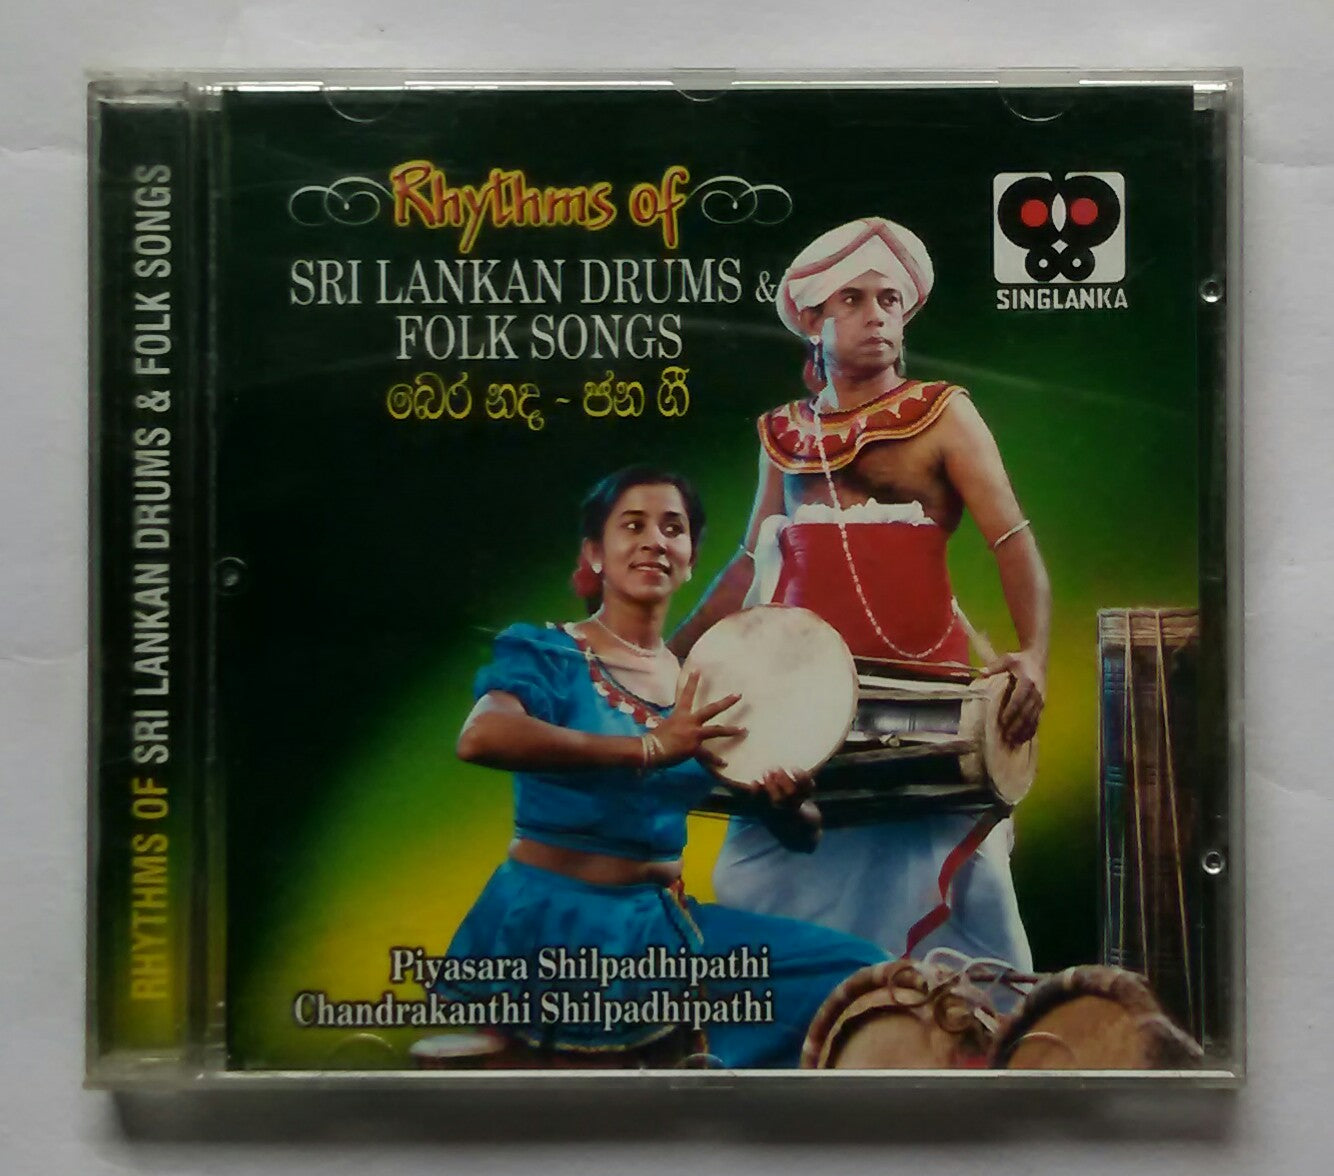 RHYTHMS OF SRI LANKAN DRUMS & FOLK SONGS
Rhythms of
SRI LANKAN DRUMS &
FOLK SONGS
බෙර නද ~ ජන ගී
SINGLANKA
Piyasara Shilpadhipathi
Chandrakanthi Shilpadhipathi